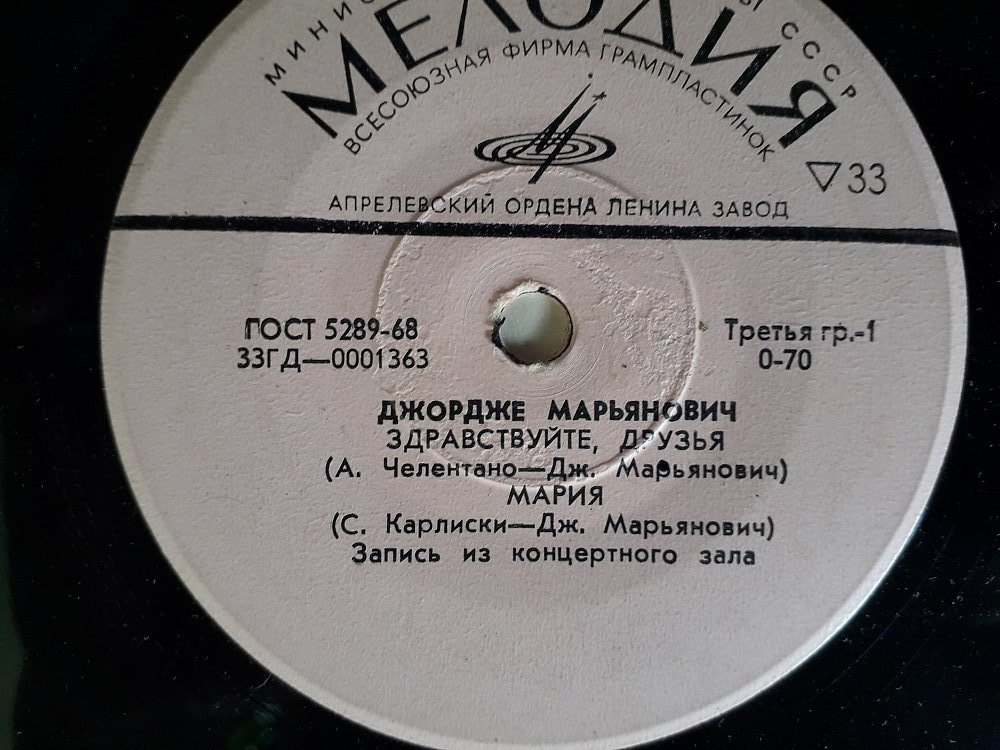 СССР
МЕЛОДИЯ
ВСЕСОЮЗНАЯ ФИРМА ГРАМПЛАСТИНОК
▽33
АПРЕЛЕВСКИЙ ОРДЕНА ЛЕНИНА ЗАВОД
ГОСТ 5289-68
33ГД—0001363
Третья гр.-1
0-70
ДЖОРДЖЕ МАРЬЯНОВИЧ
ЗДРАВСТВУЙТЕ, ДРУЗЬЯ
(А. Челентано—Дж. Марьянович)
МАРИЯ
(С. Карлиски—Дж. Марьянович)
Запись из концертного зала